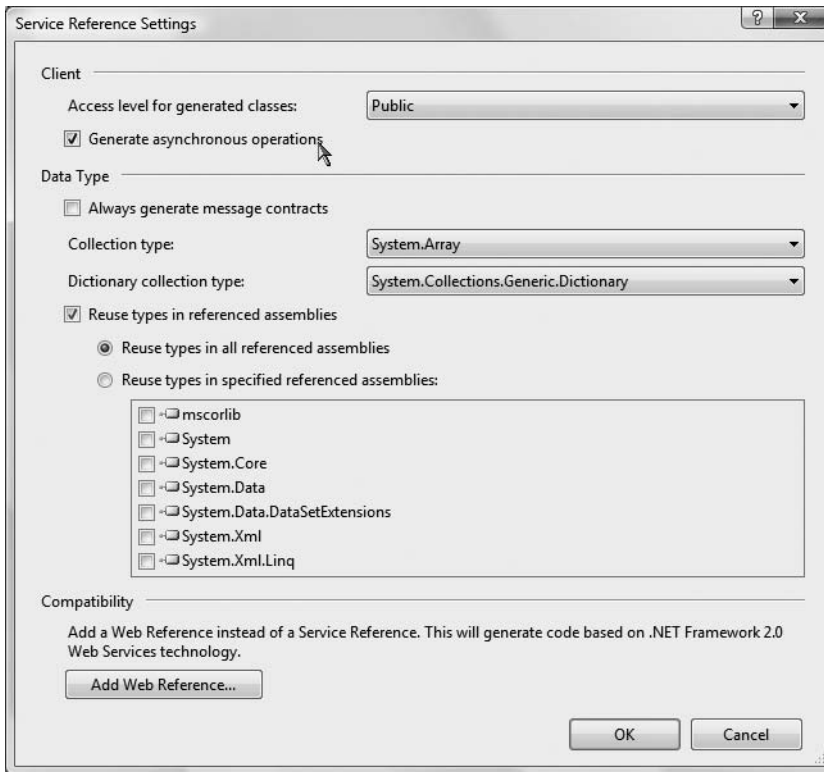 Service Reference Settings
Client
Access level for generated classes: Public
Generate asynchronous operations
Data Type
Always generate message contracts
Collection type: System.Array
Dictionary collection type: System.Collections.Generic.Dictionary
Reuse types in referenced assemblies
Reuse types in all referenced assemblies
Reuse types in specified referenced assemblies:
mscorlib
System
System.Core
System.Data
System.Data.DataSetExtensions
System.Xml
System.Xml.Linq
Compatibility
Add a Web Reference instead of a Service Reference. This will generate code based on .NET Framework 2.0
Web Services technology.
Add Web Reference...
OK Cancel